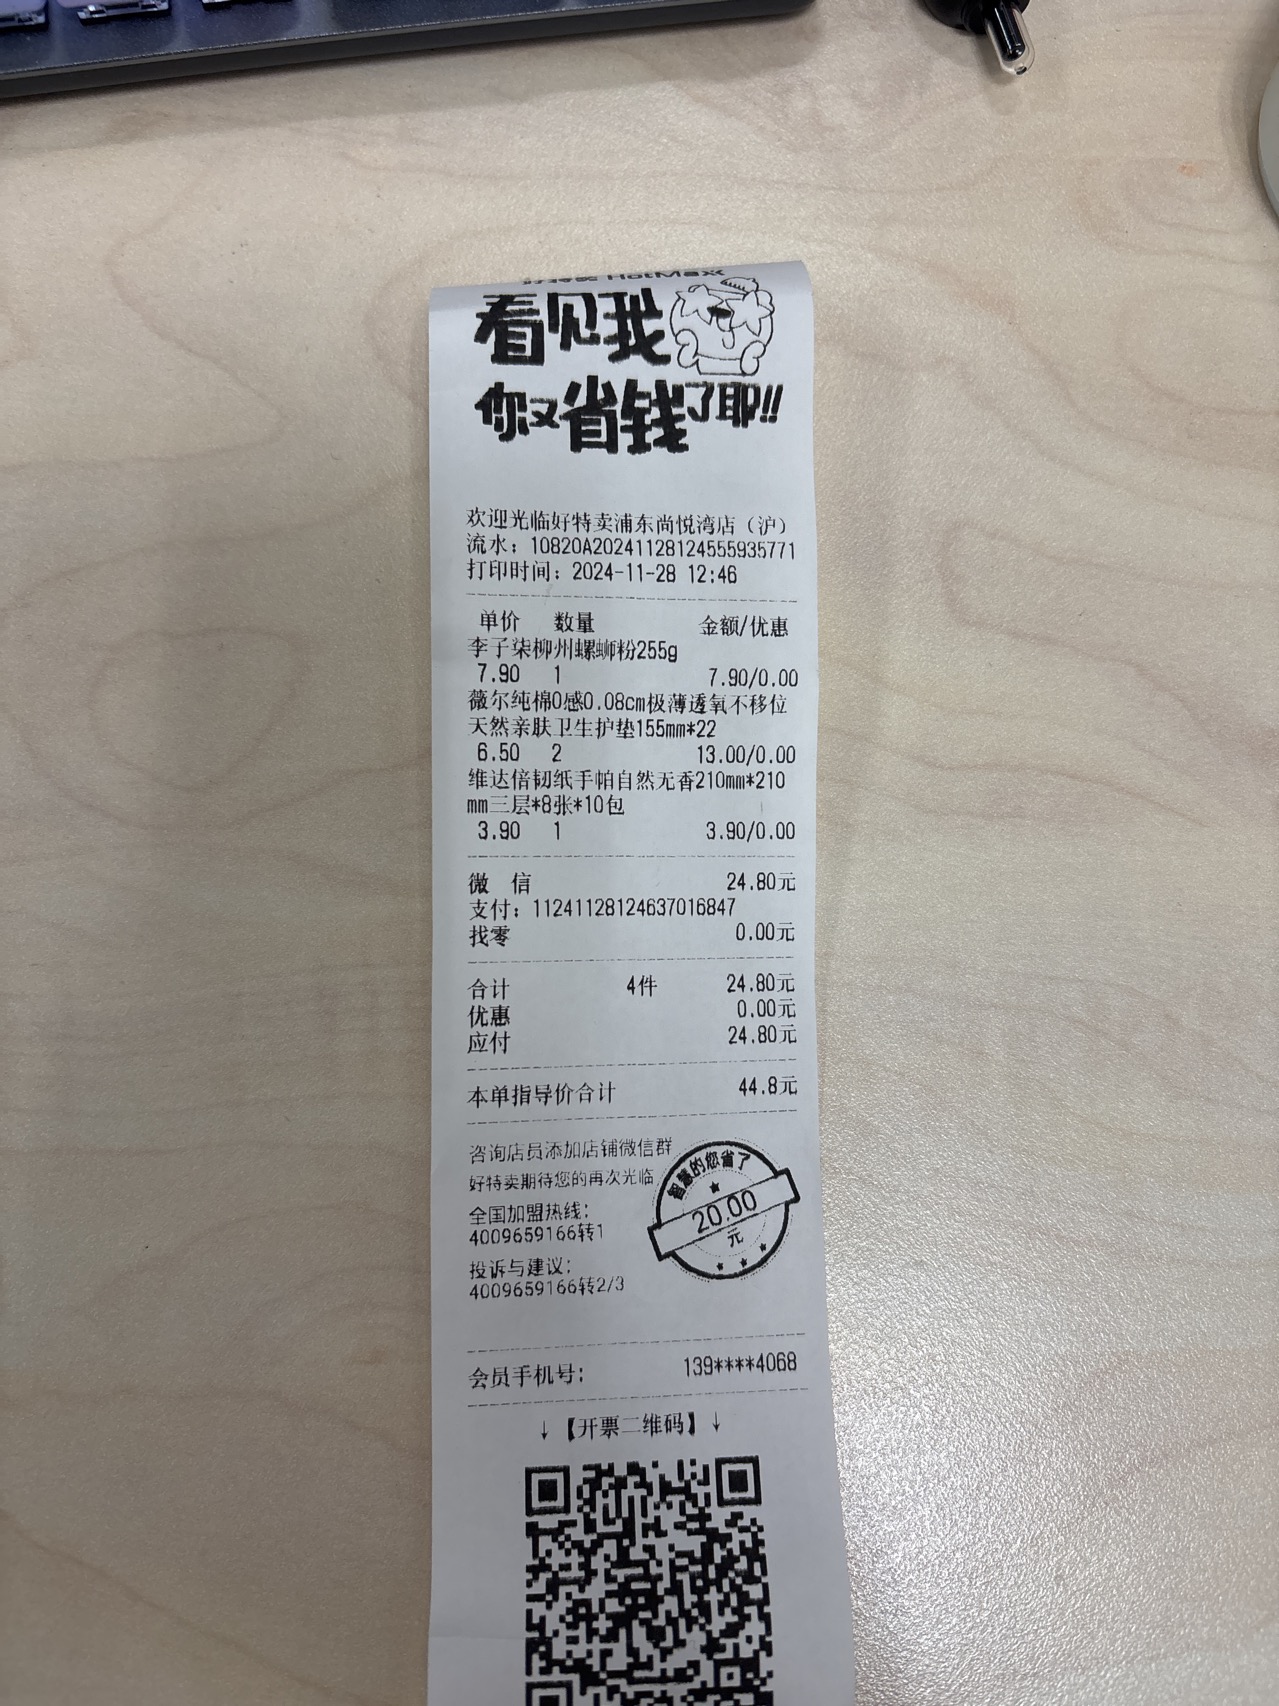 好特卖 HotMaxx
看见我
你又省钱了耶!!
欢迎光临好特卖浦东尚悦湾店（沪）
流水：10820A20241128124555935771
打印时间：2024-11-28 12:46
单价 数量 金额/优惠
李子柒柳州螺蛳粉255g
7.90 1 7.90/0.00
薇尔纯棉0感0.08cm极薄透氧不移位
天然亲肤卫生护垫155mm*22
6.50 2 13.00/0.00
维达倍韧纸手帕自然无香210mm*210
mm三层*8张*10包
3.90 1 3.90/0.00
微 信 24.80元
支付：11241128124637016847
找零 0.00元
合计 4件 24.80元
优惠 0.00元
应付 24.80元
本单指导价合计 44.8元
咨询店员添加店铺微信群
好特卖期待您的再次光临
全国加盟热线：
4009659166转1
投诉与建议：
4009659166转2/3
智慧的您省了
20.00
元
会员手机号： 139****4068
↓【开票二维码】↓